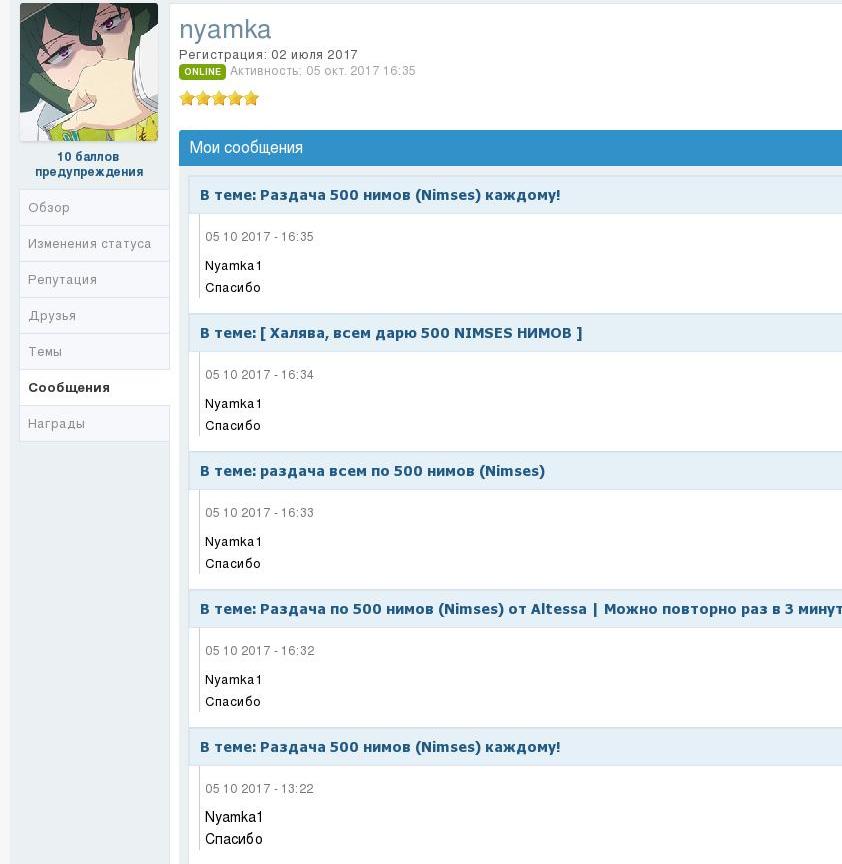 nyamka
Регистрация: 02 июля 2017
ONLINE Активность: 05 окт. 2017 16:35
10 баллов
предупреждения
Обзор
Изменения статуса
Репутация
Друзья
Темы
Сообщения
Награды
Мои сообщения
В теме: Раздача 500 нимов (Nimses) каждому!
05 10 2017 - 16:35
Nyamka1
Спасибо
В теме: [ Халява, всем дарю 500 NIMSES НИМОВ ]
05 10 2017 - 16:34
Nyamka1
Спасибо
В теме: раздача всем по 500 нимов (Nimses)
05 10 2017 - 16:33
Nyamka1
Спасибо
В теме: Раздача по 500 нимов (Nimses) от Altessa | Можно повторно раз в 3 минут
05 10 2017 - 16:32
Nyamka1
Спасибо
В теме: Раздача 500 нимов (Nimses) каждому!
05 10 2017 - 13:22
Nyamka1
Спасибо